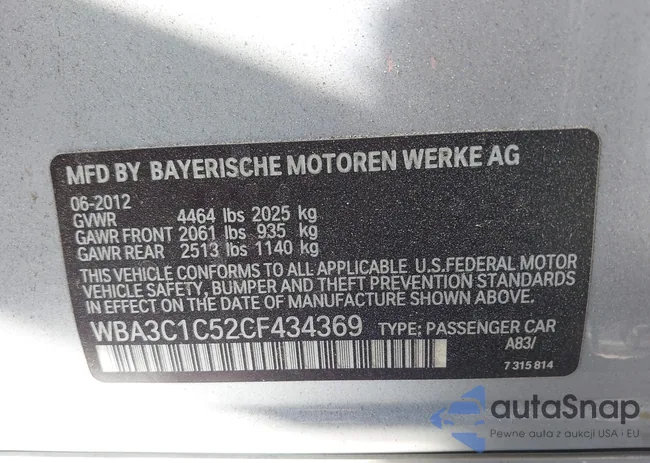 MFD BY BAYERISCHE MOTOREN WERKE AG
06-2012
GVWR 4464 lbs 2025 kg
GAWR FRONT 2061 lbs 935 kg
GAWR REAR 2513 lbs 1140 kg
THIS VEHICLE CONFORMS TO ALL APPLICABLE U.S.FEDERAL MOTOR
VEHICLE SAFETY, BUMPER AND THEFT PREVENTION STANDARDS
IN EFFECT ON THE DATE OF MANUFACTURE SHOWN ABOVE.
WBA3C1C52CF434369 TYPE: PASSENGER CAR
A83/
7 315 814
autaSnap
Pewne auta z aukcji USA i EU